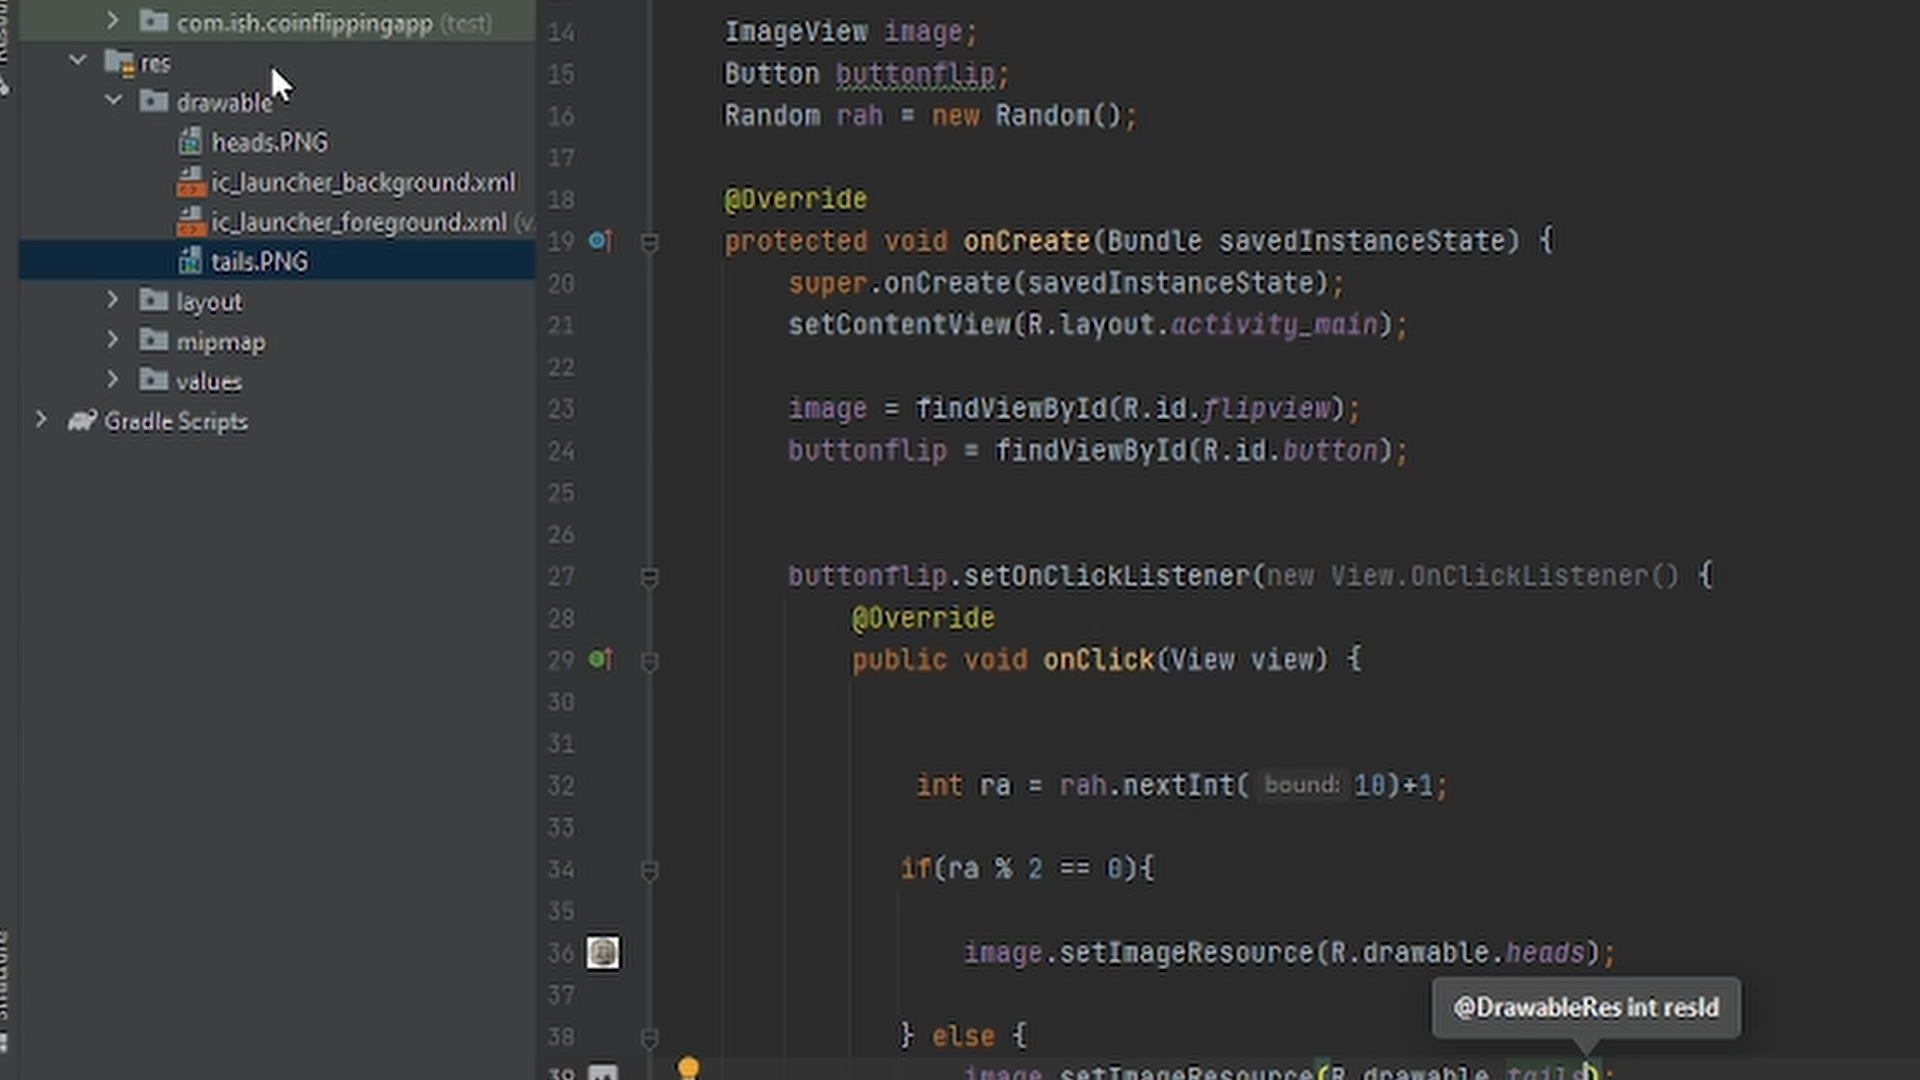 com.ish.coinflippingapp (test)
res
drawable
heads.PNG
ic_launcher_background.xml
ic_launcher_foreground.xml (v
tails.PNG
layout
mipmap
values
Gradle Scripts
14 ImageView image;
15 Button buttonflip;
16 Random rah = new Random();
17
18 @Override
19 protected void onCreate(Bundle savedInstanceState) {
20 super.onCreate(savedInstanceState);
21 setContentView(R.layout.activity_main);
22
23 image = findViewById(R.id.flipview);
24 buttonflip = findViewById(R.id.button);
25
26
27 buttonflip.setOnClickListener(new View.OnClickListener() {
28 @Override
29 public void onClick(View view) {
30
31
32 int ra = rah.nextInt( bound: 10)+1;
33
34 if(ra % 2 == 0){
35
36 image.setImageResource(R.drawable.heads);
37
@DrawableRes int resId
38 } else {
39 image.setImageResource(R.drawable.tails);